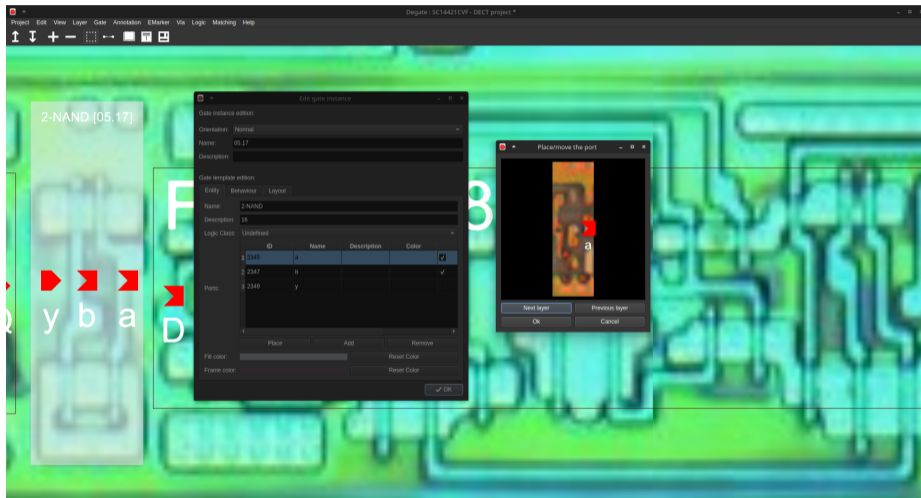 Degate : SC14421CVF - DECT project *
Project Edit View Layer Gate Annotation EMarker Via Logic Matching Help
2-NAND [05.17]
y b a
D
F
8
Edit gate instance
Gate instance edition:
Orientation: Normal
Name: 05.17
Description:
Gate template edition:
Entity Behaviour Layout
Name: 2-NAND
Description: 16
Logic Class: Undefined
ID Name Description Color
1 2345 a
2 2347 b
3 2349 y
Ports:
Place Add Remove
Fill color: Reset Color
Frame color: Reset Color
OK
Place/move the port
a
Next layer Previous layer
Ok Cancel